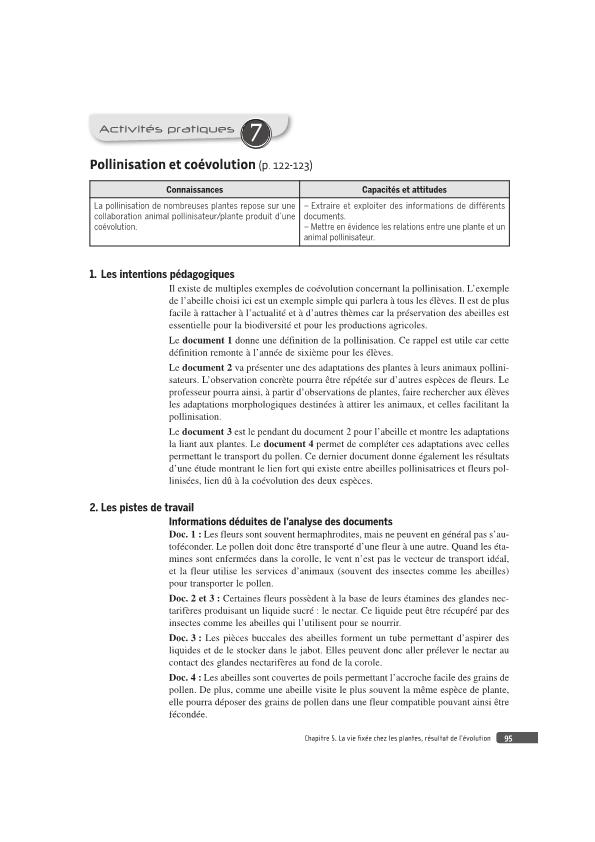 Activités pratiques 7
Pollinisation et coévolution (p. 122-123)
Connaissances
Capacités et attitudes
La pollinisation de nombreuses plantes repose sur une
collaboration animal pollinisateur/plante produit d'une
coévolution.
– Extraire et exploiter des informations de différents
documents.
– Mettre en évidence les relations entre une plante et un
animal pollinisateur.
1. Les intentions pédagogiques
Il existe de multiples exemples de coévolution concernant la pollinisation. L'exemple
de l'abeille choisi ici est un exemple simple qui parlera à tous les élèves. Il est de plus
facile à rattacher à l'actualité et à d'autres thèmes car la préservation des abeilles est
essentielle pour la biodiversité et pour les productions agricoles.
Le document 1 donne une définition de la pollinisation. Ce rappel est utile car cette
définition remonte à l'année de sixième pour les élèves.
Le document 2 va présenter une des adaptations des plantes à leurs animaux pollini-
sateurs. L'observation concrète pourra être répétée sur d'autres espèces de fleurs. Le
professeur pourra ainsi, à partir d'observations de plantes, faire rechercher aux élèves
les adaptations morphologiques destinées à attirer les animaux, et celles facilitant la
pollinisation.
Le document 3 est le pendant du document 2 pour l'abeille et montre les adaptations
la liant aux plantes. Le document 4 permet de compléter ces adaptations avec celles
permettant le transport du pollen. Ce dernier document donne également les résultats
d'une étude montrant le lien fort qui existe entre abeilles pollinisatrices et fleurs pol-
linisées, lien dû à la coévolution des deux espèces.
2. Les pistes de travail
Informations déduites de l'analyse des documents
Doc. 1 : Les fleurs sont souvent hermaphrodites, mais ne peuvent en général pas s'au-
toféconder. Le pollen doit donc être transporté d'une fleur à une autre. Quand les éta-
mines sont enfermées dans la corolle, le vent n'est pas le vecteur de transport idéal,
et la fleur utilise les services d'animaux (souvent des insectes comme les abeilles)
pour transporter le pollen.
Doc. 2 et 3 : Certaines fleurs possèdent à la base de leurs étamines des glandes nec-
tarifères produisant un liquide sucré : le nectar. Ce liquide peut être récupéré par des
insectes comme les abeilles qui l'utilisent pour se nourrir.
Doc. 3 : Les pièces buccales des abeilles forment un tube permettant d'aspirer des
liquides et de le stocker dans le jabot. Elles peuvent donc aller prélever le nectar au
contact des glandes nectarifères au fond de la corole.
Doc. 4 : Les abeilles sont couvertes de poils permettant l'accroche facile des grains de
pollen. De plus, comme une abeille visite le plus souvent la même espèce de plante,
elle pourra déposer des grains de pollen dans une fleur compatible pouvant ainsi être
fécondée.
Chapitre 5. La vie fixée chez les plantes, résultat de l'évolution 95